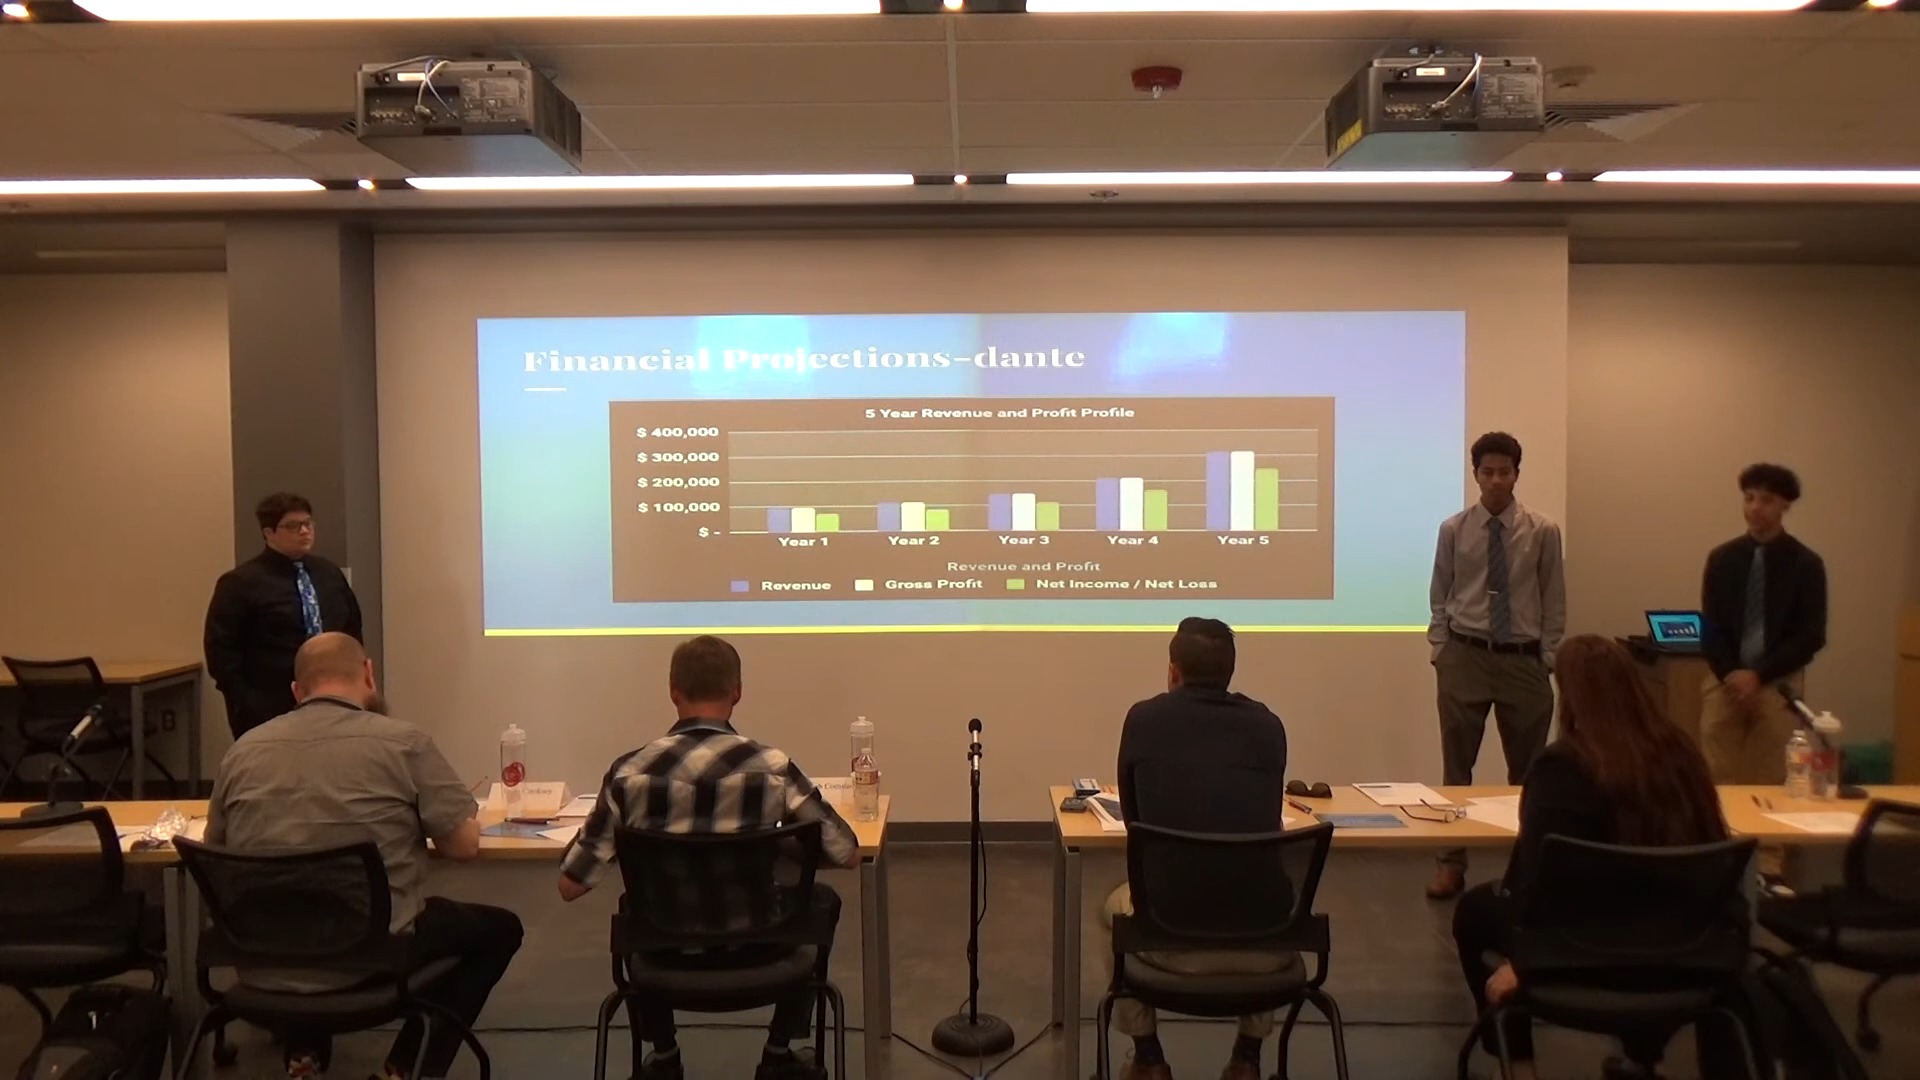 Financial Projections-dante
5 Year Revenue and Profit Profile
$ 400,000
$ 300,000
$ 200,000
$ 100,000
$ -
Year 1 Year 2 Year 3 Year 4 Year 5
Revenue and Profit
Revenue Gross Profit Net Income / Net Loss